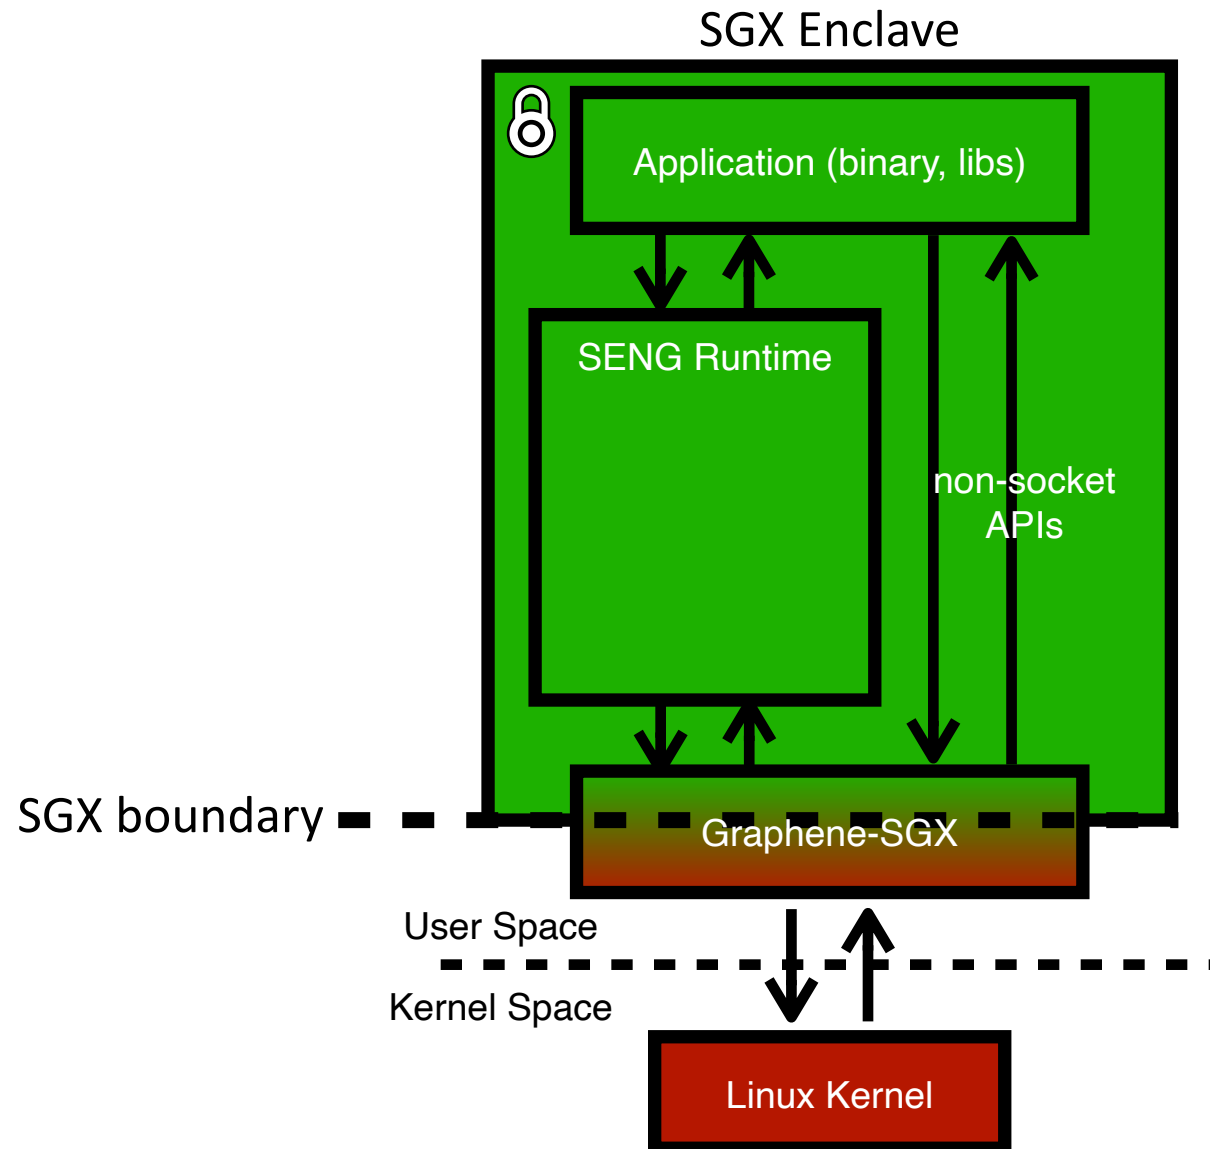 SGX Enclave
Application (binary, libs)
SENG Runtime
non-socket
APIs
SGX boundary
Graphene-SGX
User Space
Kernel Space
Linux Kernel